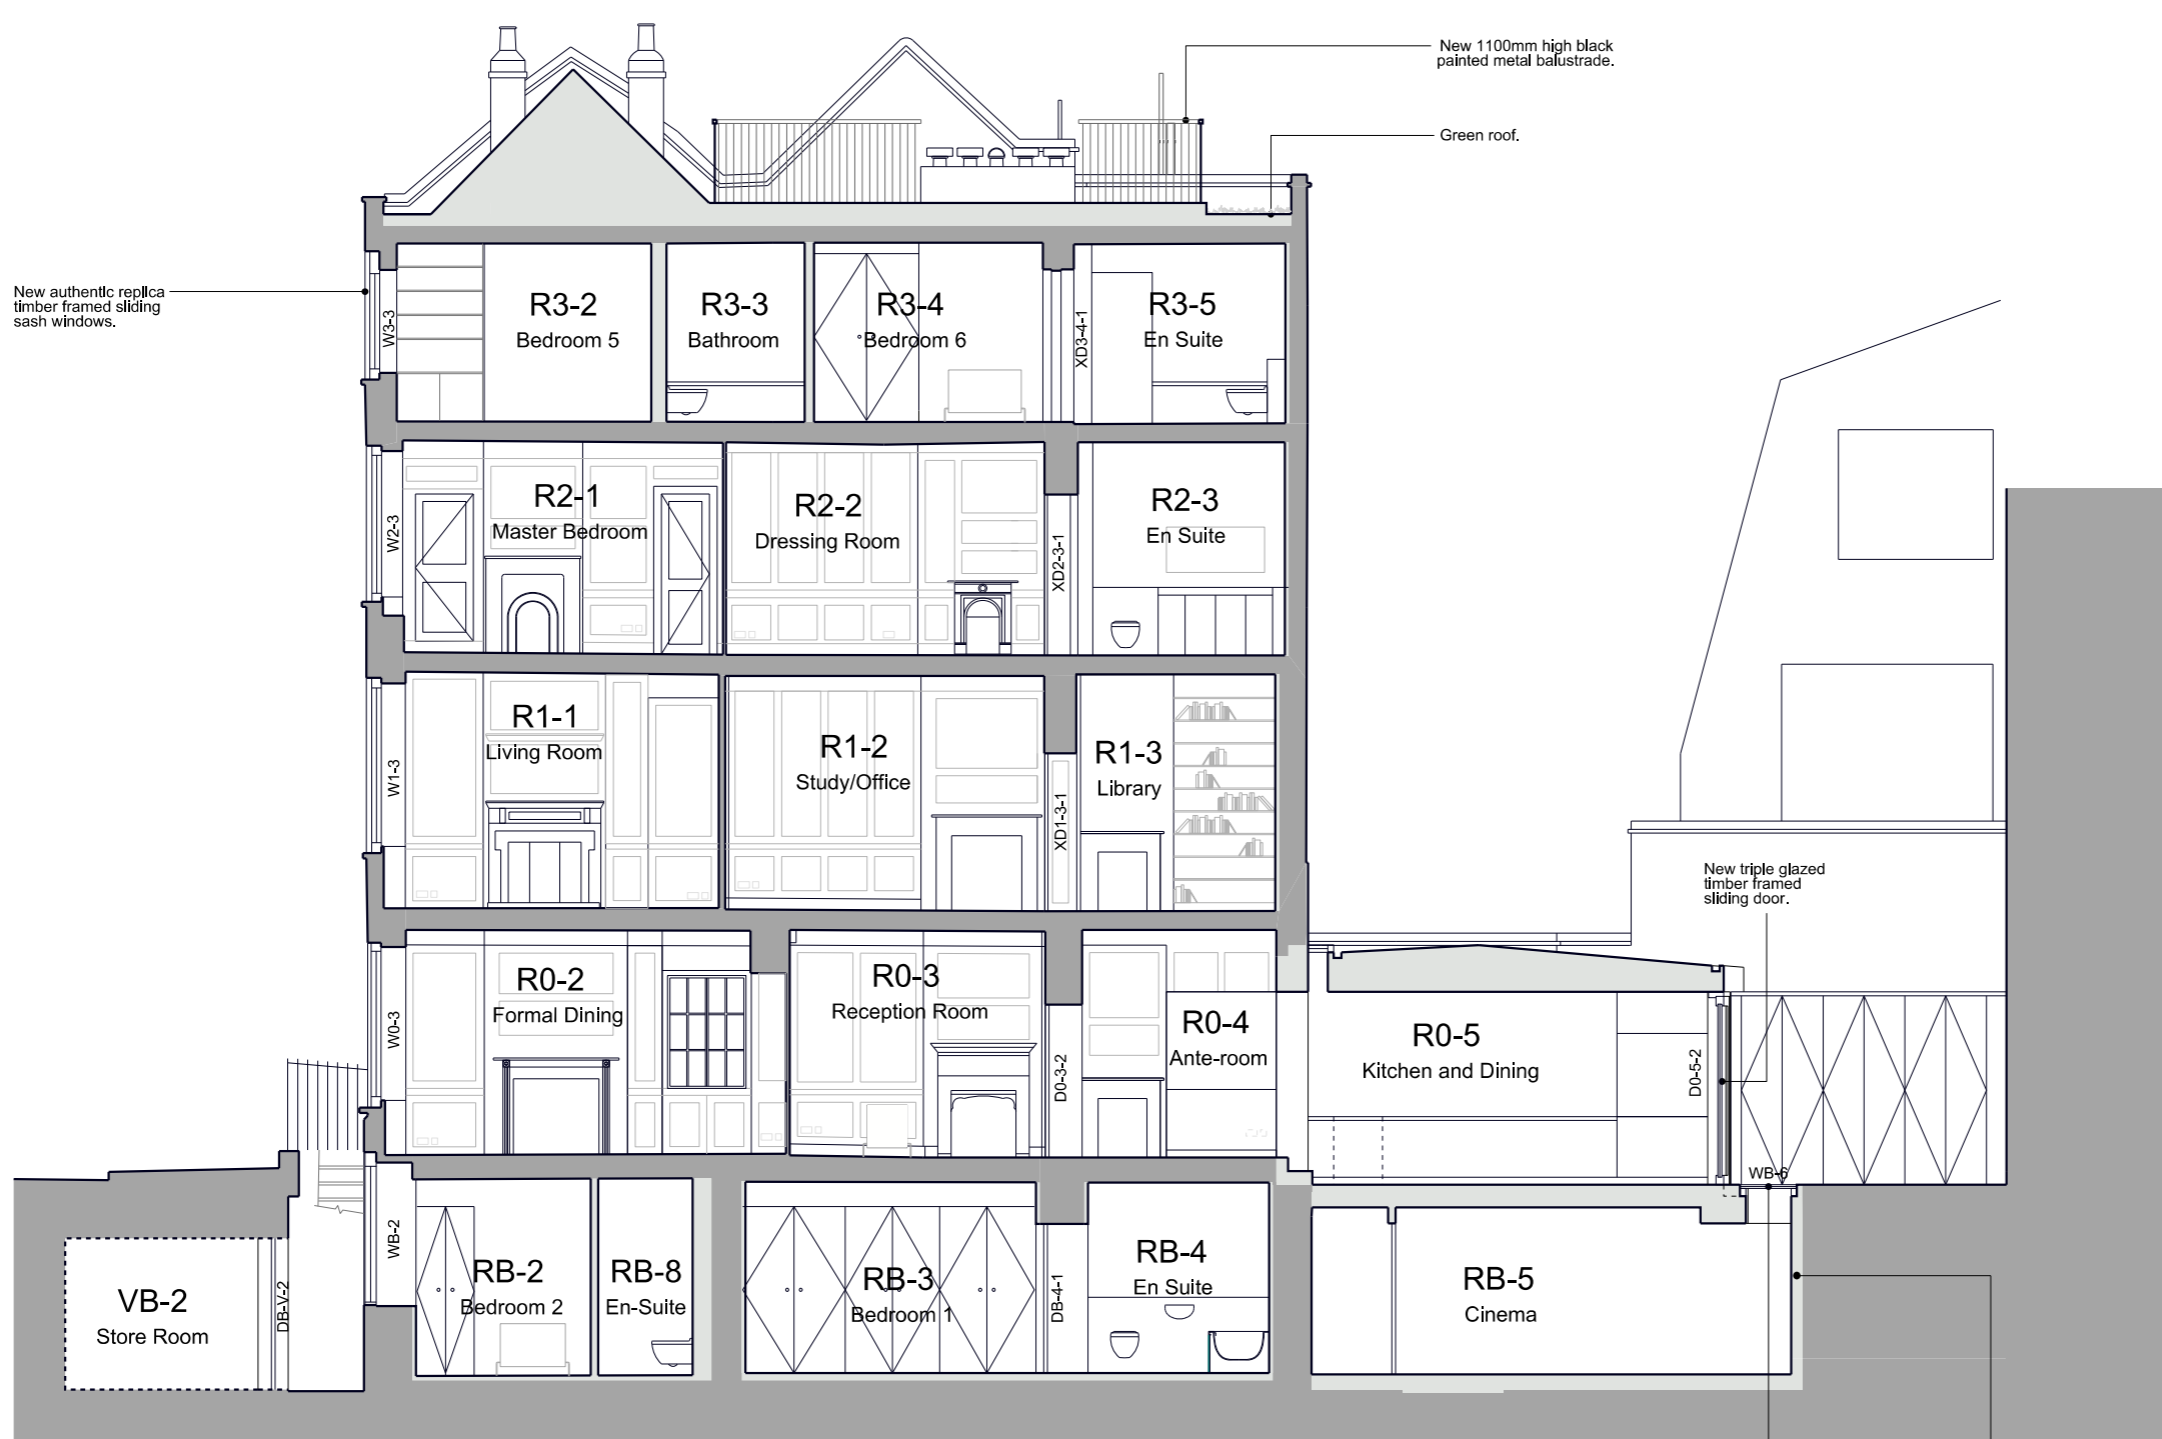 New 1100mm high black
painted metal balustrade.
Green roof.
New authentic replica
timber framed sliding
sash windows.
W3-3
R3-2
Bedroom 5
R3-3
Bathroom
R3-4
Bedroom 6
XD3-4-1
R3-5
En Suite
W2-3
R2-1
Master Bedroom
R2-2
Dressing Room
XD2-3-1
R2-3
En Suite
W1-3
R1-1
Living Room
R1-2
Study/Office
XD1-3-1
R1-3
Library
New triple glazed
timber framed
sliding door.
W0-3
R0-2
Formal Dining
R0-3
Reception Room
D0-3-2
R0-4
Ante-room
R0-5
Kitchen and Dining
D0-5-2
WB-6
VB-2
Store Room
DB-V-2
WB-2
RB-2
Bedroom 2
RB-8
En-Suite
RB-3
Bedroom 1
DB-4-1
RB-4
En Suite
RB-5
Cinema